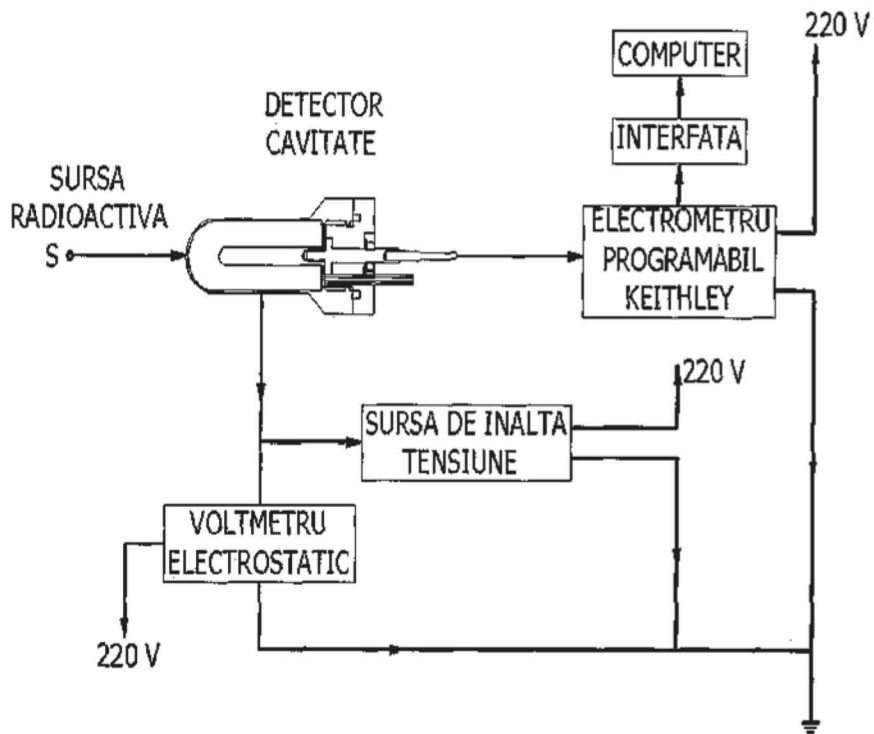 220 V
COMPUTER
DETECTOR
CAVITATE
INTERFATA
SURSA
RADIOACTIVA
S
ELECTROMETRU
PROGRAMABIL
KEITHLEY
220 V
SURSA DE INALTA
TENSIUNE
VOLTMETRU
ELECTROSTATIC
220 V